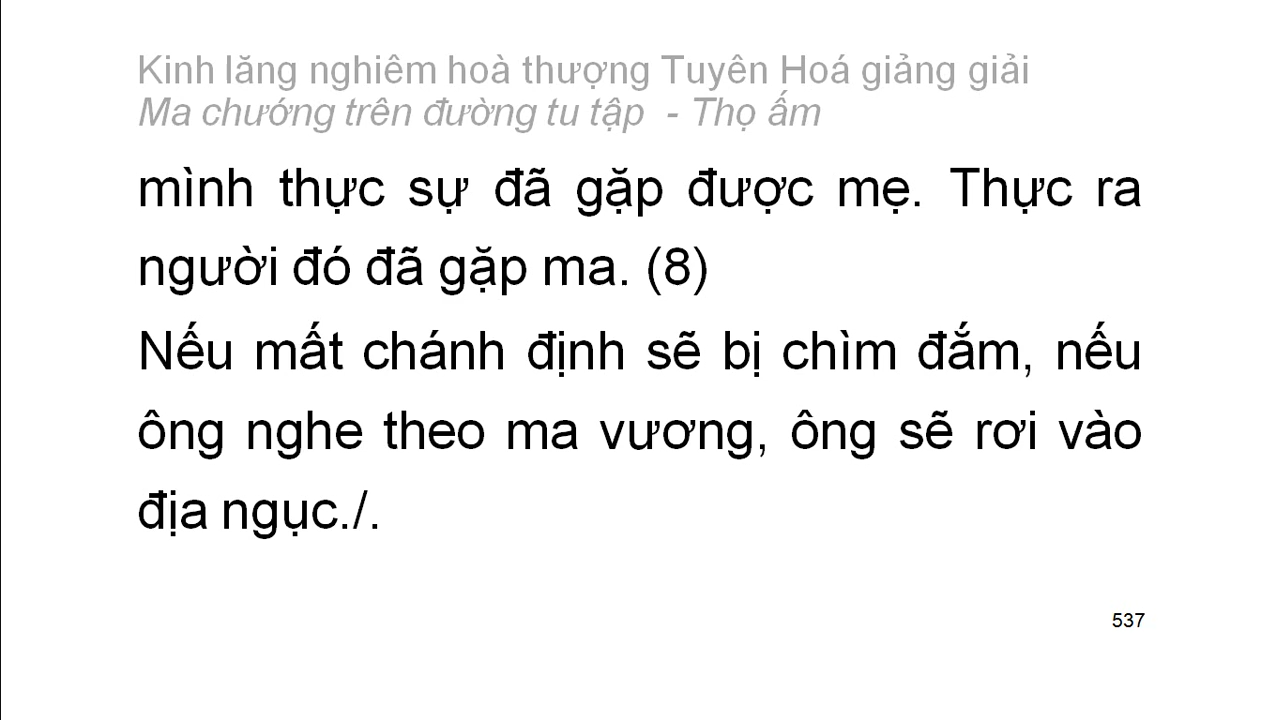 Kinh lăng nghiêm hoà thượng Tuyên Hoá giảng giải
Ma chướng trên đường tu tập - Thọ ấm
mình thực sự đã gặp được mẹ. Thực ra
người đó đã gặp ma. (8)
Nếu mất chánh định sẽ bị chìm đắm, nếu
ông nghe theo ma vương, ông sẽ rơi vào
địa ngục./.
537